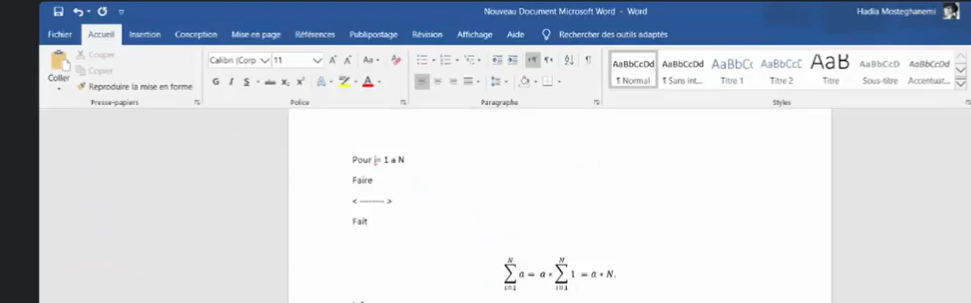 Nouveau Document Microsoft Word - Word
Hadia Mosteghanemi
Fichier Accueil Insertion Conception Mise en page Références Publipostage Révision Affichage Aide Rechercher des outils adaptés
Coller
Couper
Copier
Reproduire la mise en forme
Presse-papiers
Calibri (Corp 11
G I S abc x₂ x²
Police
Paragraphe
AaBbCcDd AaBbCcDd AaBbCc AaBbCcC AaB AaBbCcD AaBbCcDd
¶ Normal ¶ Sans int... Titre 1 Titre 2 Titre Sous-titre Accentuat...
Styles
Pour i= 1 a N
Faire
< -------- >
Fait
∑_{i=1}^{N} a = a * ∑_{i=1}^{N} 1 = a * N.